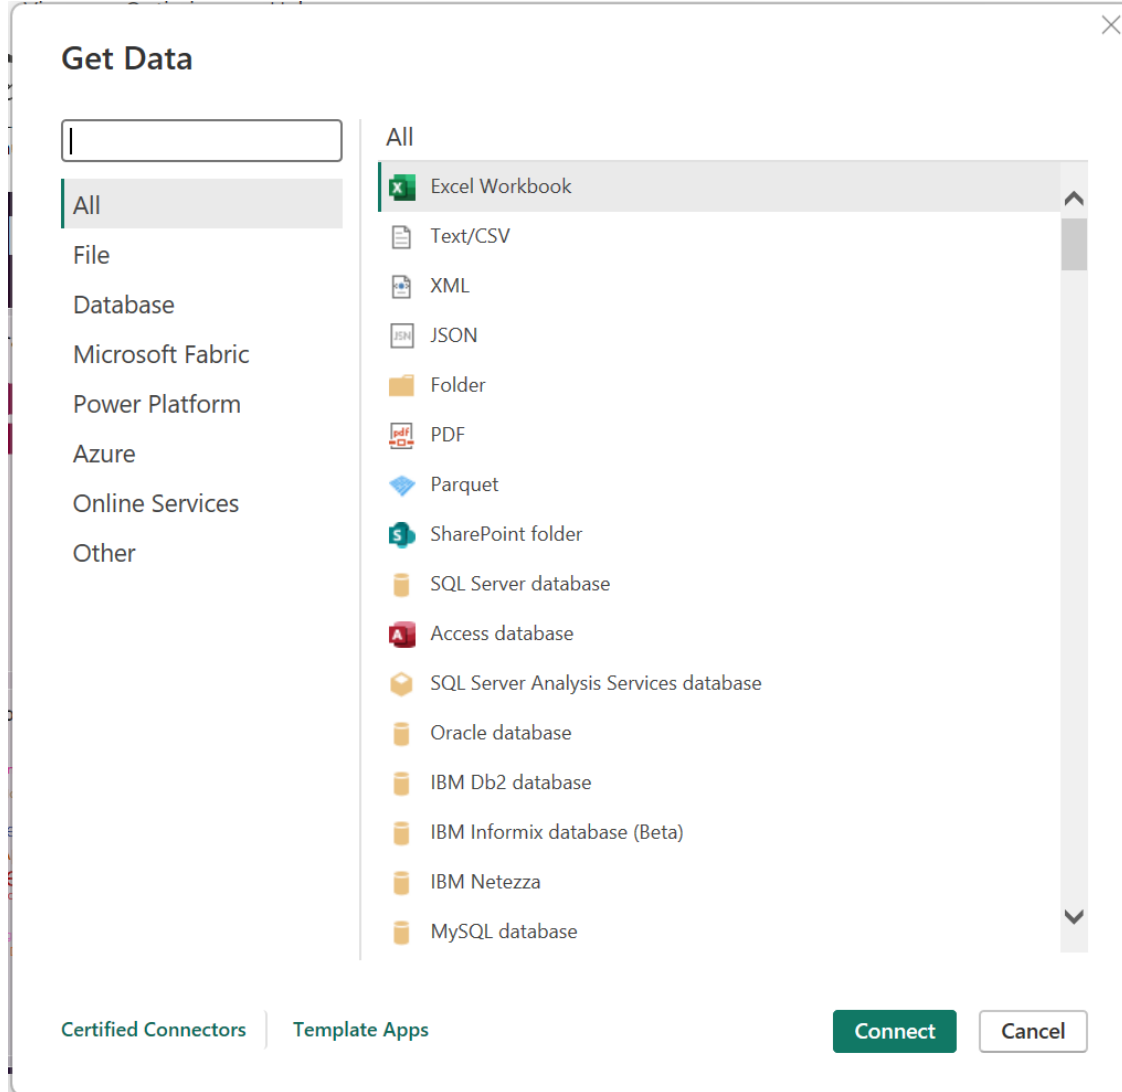 Get Data
All
File
Database
Microsoft Fabric
Power Platform
Azure
Online Services
Other
All
Excel Workbook
Text/CSV
XML
JSON
Folder
PDF
Parquet
SharePoint folder
SQL Server database
Access database
SQL Server Analysis Services database
Oracle database
IBM Db2 database
IBM Informix database (Beta)
IBM Netezza
MySQL database
Certified Connectors
Template Apps
Connect
Cancel